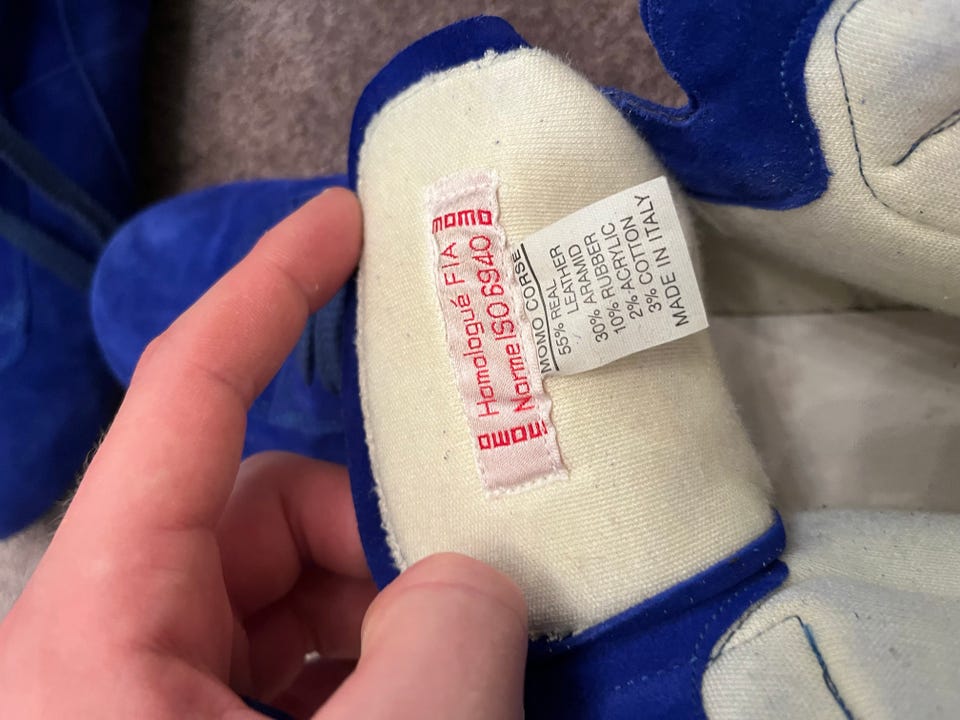 momo
Homologué FIA
Norme ISO 6940
momo
MOMO CORSE
55% REAL
LEATHER
30% ARAMID
10% RUBBER
2% ACRYLIC
3% COTTON
MADE IN ITALY